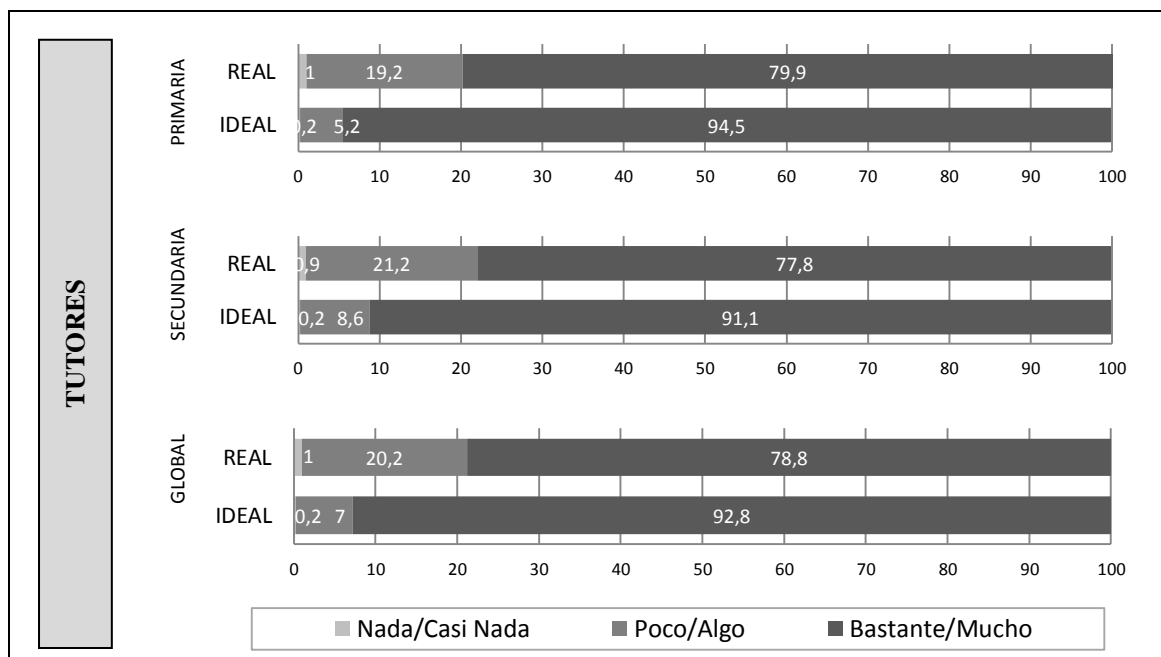 TUTORES
PRIMARIA
REAL 1 19,2 79,9
IDEAL 0,2 5,2 94,5
0 10 20 30 40 50 60 70 80 90 100
SECUNDARIA
REAL 0,9 21,2 77,8
IDEAL 0,2 8,6 91,1
0 10 20 30 40 50 60 70 80 90 100
GLOBAL
REAL 1 20,2 78,8
IDEAL 0,2 7 92,8
0 10 20 30 40 50 60 70 80 90 100
Nada/Casi Nada Poco/Algo Bastante/Mucho